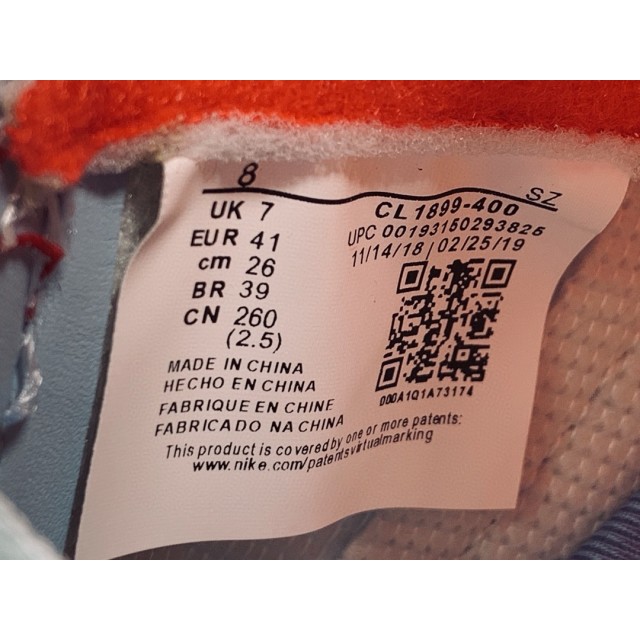 8
UK 7
EUR 41
cm 26
BR 39
CN 260
(2.5)
SZ
CL1899-400
UPC 00193150293825
11/14/18 | 02/25/19
000A1Q1A73174
MADE IN CHINA
HECHO EN CHINA
FABRIQUE EN CHINE
FABRICADO NA CHINA
This product is covered by one or more patents:
www.nike.com/patentsvirtualmarking